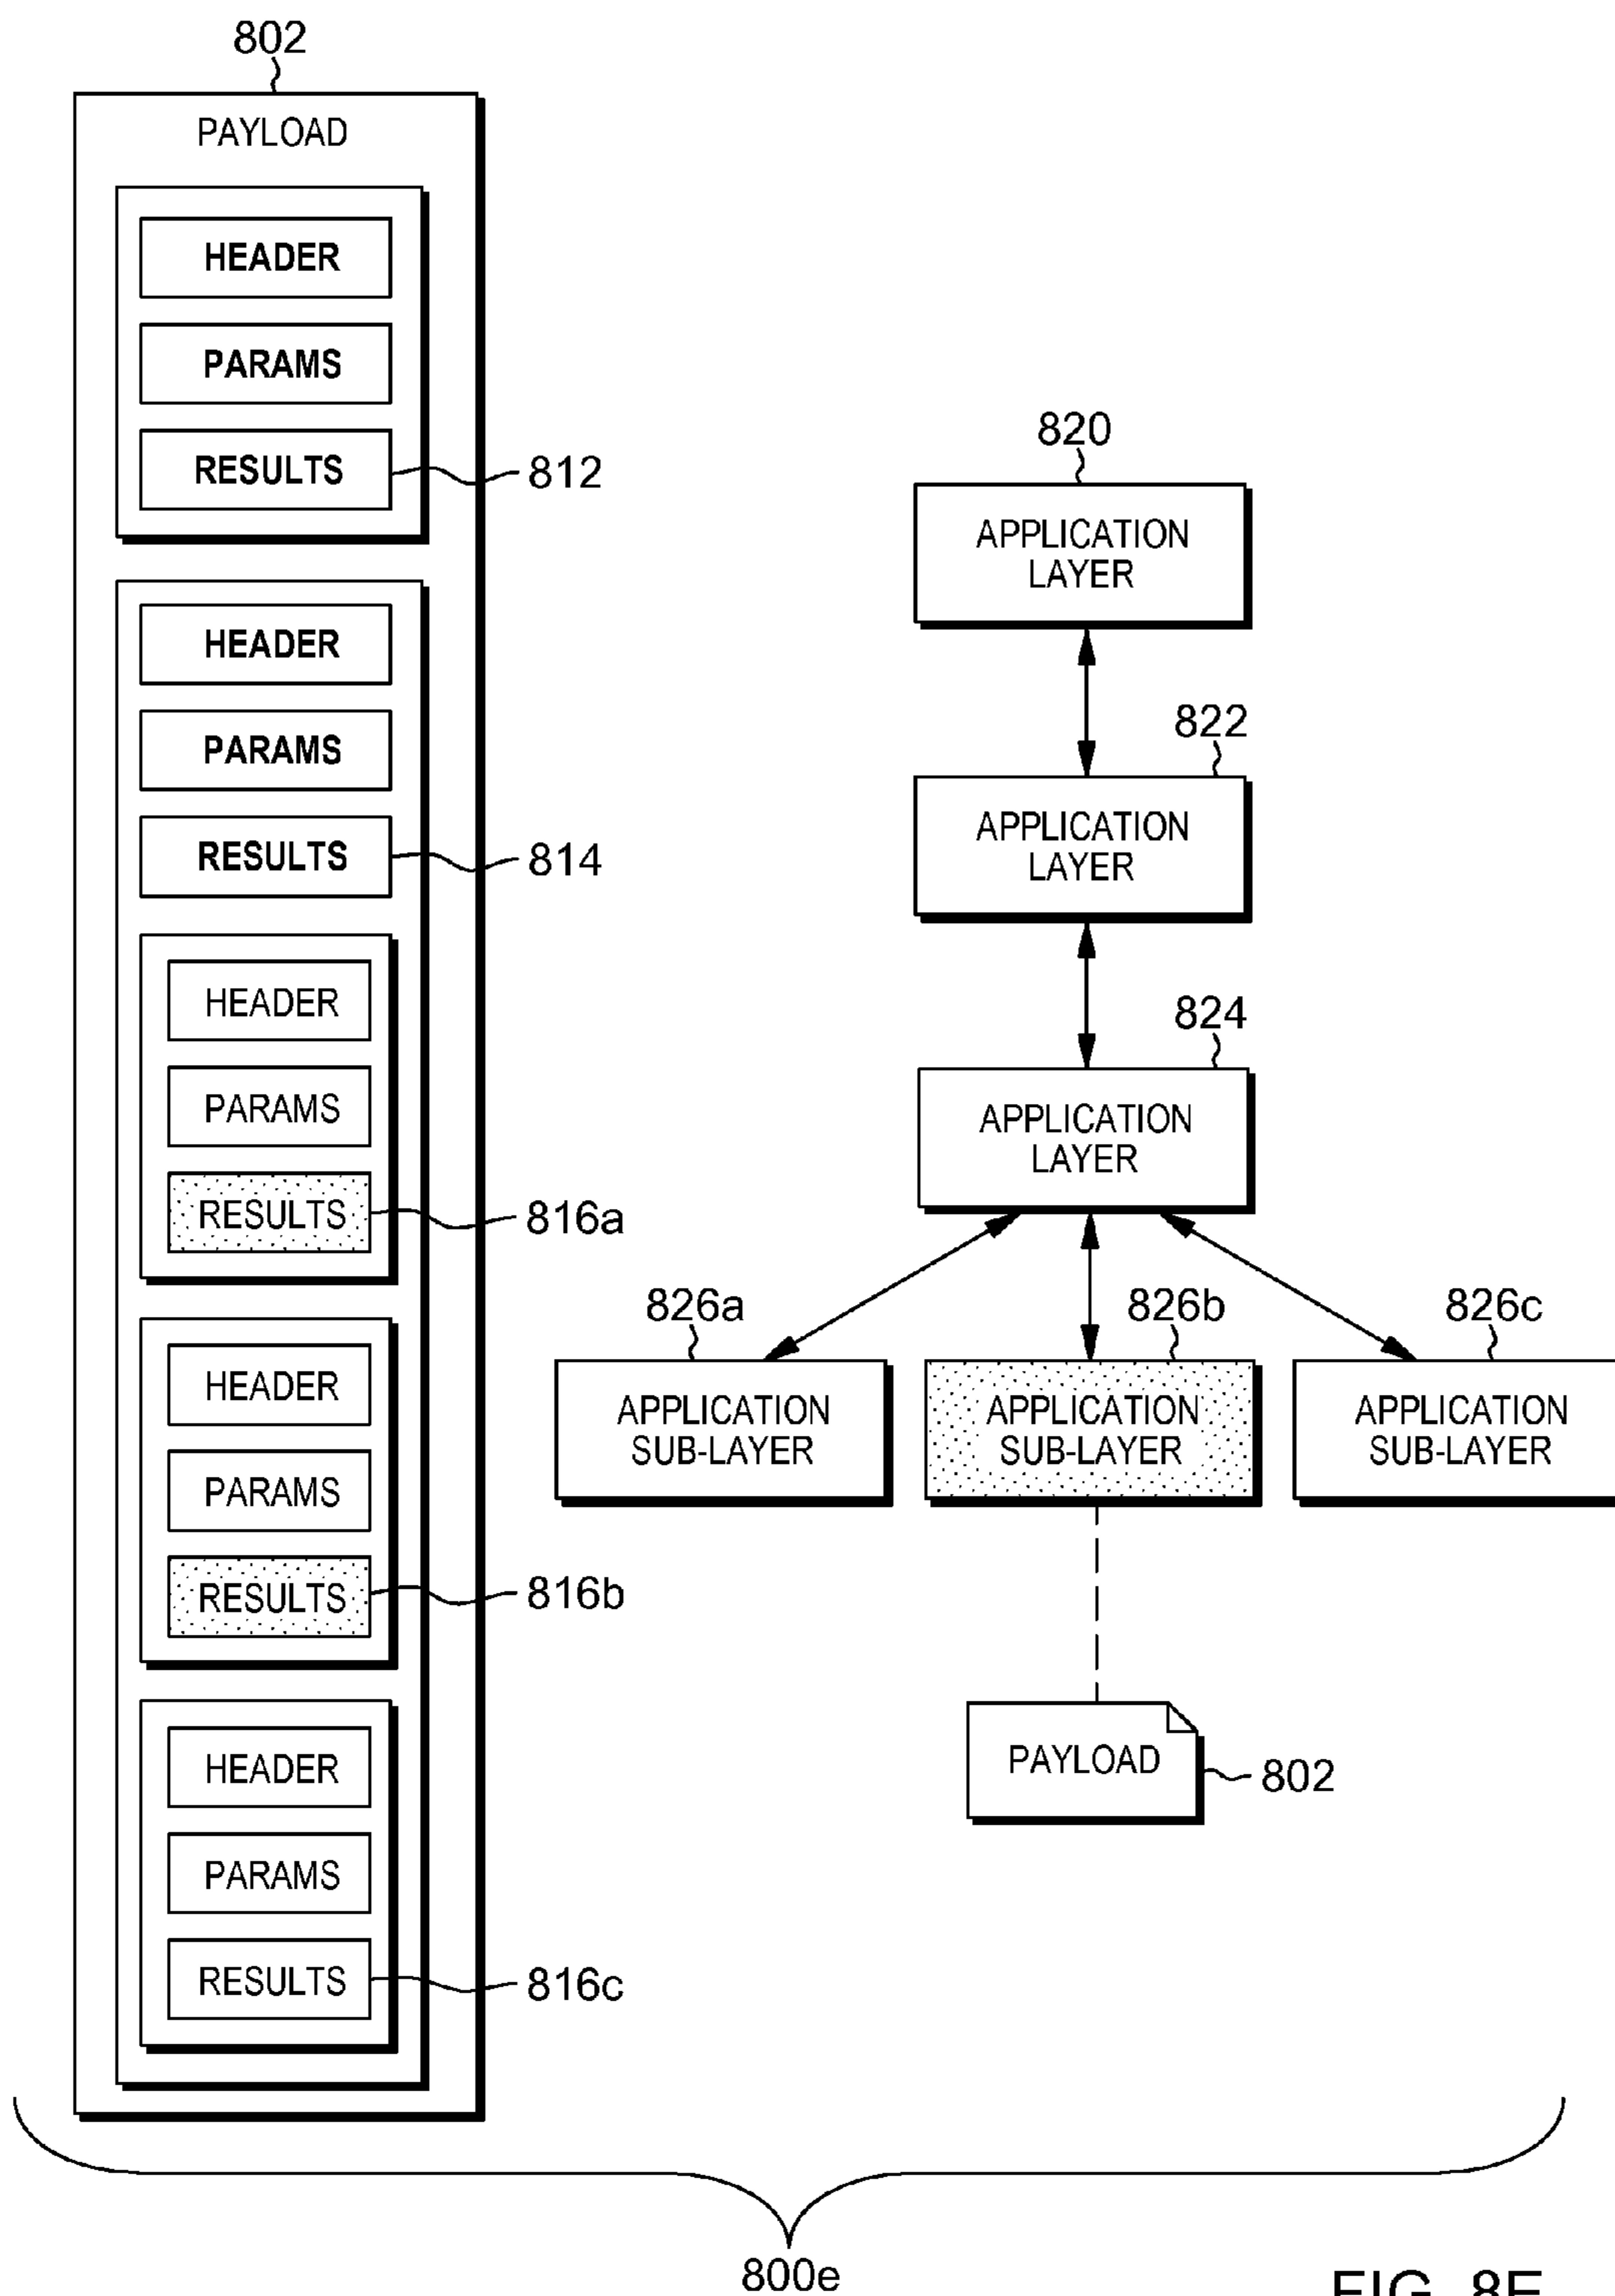 802
PAYLOAD
HEADER
PARAMS
RESULTS
812
HEADER
PARAMS
RESULTS
814
HEADER
PARAMS
RESULTS
816a
HEADER
PARAMS
RESULTS
816b
HEADER
PARAMS
RESULTS
816c
820
APPLICATION
LAYER
822
APPLICATION
LAYER
824
APPLICATION
LAYER
826a
APPLICATION
SUB-LAYER
826b
APPLICATION
SUB-LAYER
826c
APPLICATION
SUB-LAYER
PAYLOAD
802
800e
FIG. 8E